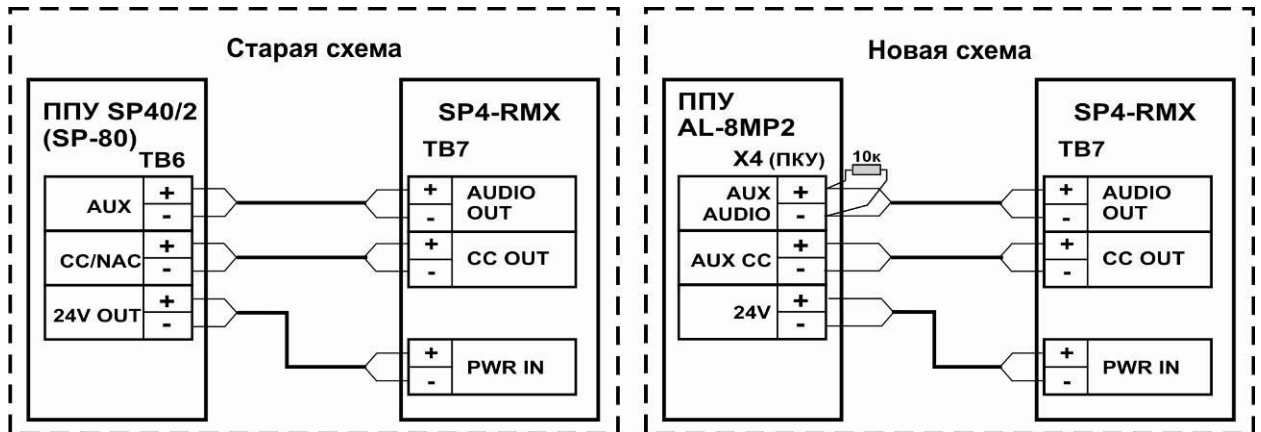 Старая схема
ППУ SP40/2
(SP-80)
TB6
AUX
+
-
CC/NAC
+
-
24V OUT
+
-
SP4-RMX
TB7
+
-
AUDIO
OUT
+
-
CC OUT
+
-
PWR IN
Новая схема
ППУ
AL-8MP2
X4 (ПКУ)
10к
AUX
AUDIO
+
-
AUX CC
+
-
24V
+
-
SP4-RMX
TB7
+
-
AUDIO
OUT
+
-
CC OUT
+
-
PWR IN